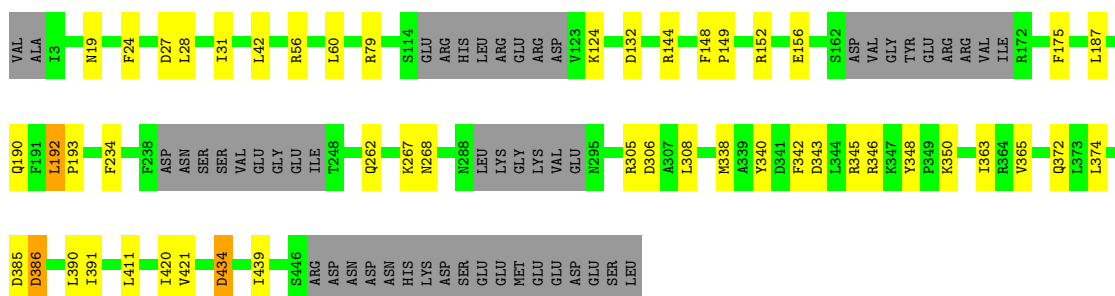 VAL ALA I3 N19 F24 D27 L28 I31 L42 R56 L60 R79 S114 GLU ARG HIS LEU ARG GLU ARG ASP V123 K124 D132 R144 F148 P149 R152 E156 S162 ASP VAL GLY TYR GLU ARG ARG VAL ILE R172 F175 L187
Q190 F191 L192 P193 F234 F238 ASP ASN SER SER VAL GLU GLY GLU ILE T248 Q262 K267 N268 N288 LEU LYS GLY LYS VAL GLU N295 R305 D306 A307 L308 M338 A339 Y340 D341 F342 D343 L344 R345 R346 K347 Y348 P349 K350 I363 R364 V365 Q372 L373 L374
D385 D386 L390 I391 L411 I420 V421 D434 I439 S446 ARG ASP ASN ASP ASN HIS LYS ASP SER GLU GLU MET GLU GLU ASP GLU SER LEU